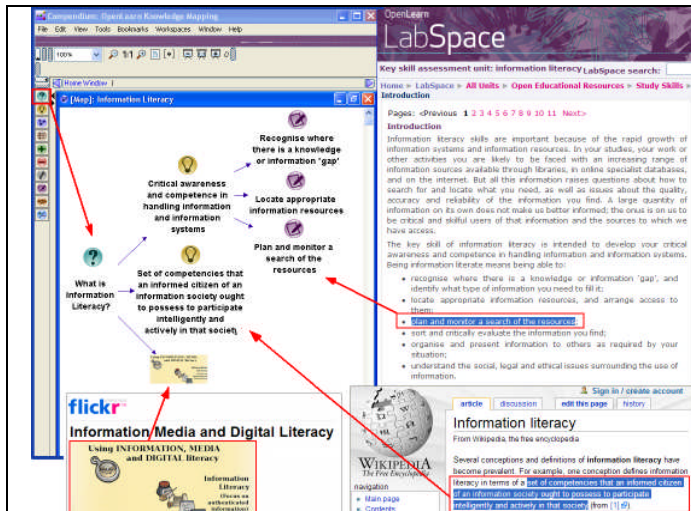 Compendium: OpenLearn Knowledge Mapping
File Edit View Tools Bookmarks Workspaces Window Help
100%
1:1
Home Window
[Map]: Information Literacy
Recognise where
there is a knowledge
or information 'gap'
Critical awareness
and competence in
handling information
and information
systems
Locate appropriate
information resources
Plan and monitor a
search of the
resources
What is
Information
Literacy?
Set of competencies that
an informed citizen of an
information society ought
to possess to participate
intelligently and
actively in that society.
OpenLearn
LabSpace
Key skill assessment unit: information literacy LabSpace search:
Home » LabSpace » All Units » Open Educational Resources » Study Skills »
Introduction
Pages: <Previous 1 2 3 4 5 6 7 8 9 10 11 Next>
Introduction
Information literacy skills are important because of the rapid growth of
information systems and information resources. In your studies, your work or
other activities you are likely to be faced with an increasing range of
information sources available through libraries, in online specialist databases,
and on the internet. But all this information raises questions about how to
search for and locate what you need, as well as issues about the quality,
accuracy and reliability of the information you find. A large quantity of
information on its own does not make us better informed; the onus is on us to
be critical and skilful users of that information and the sources to which we
have access.
The key skill of information literacy is intended to develop your critical
awareness and competence in handling information and information systems.
Being information literate means being able to:
recognise where there is a knowledge or information 'gap', and
identify what type of information you need to fill it;
locate appropriate information resources, and arrange access to
them;
plan and monitor a search of the resources;
sort and critically evaluate the information you find;
organise and present information to others as required by your
situation;
understand the social, legal and ethical issues surrounding the use of
information.
flickr
Information Media and Digital Literacy
Using INFORMATION, MEDIA
and DIGITAL literacy
Information
Literacy
(Focus on
authenticated
information)
WIKIPEDIA
The Free Encyclopedia
navigation
Main page
Contents
Sign in / create account
article discussion edit this page history
Information literacy
From Wikipedia, the free encyclopedia
Several conceptions and definitions of information literacy have
become prevalent. For example, one conception defines information
literacy in terms of a set of competencies that an informed citizen
of an information society ought to possess to participate
intelligently and actively in that society (from [1])